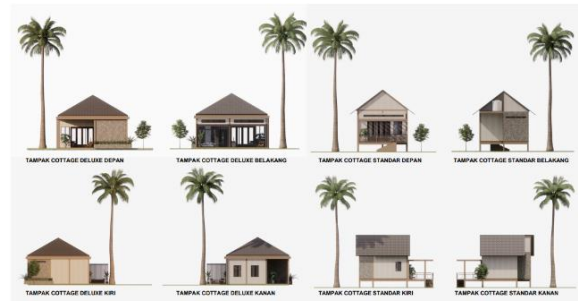 TAMPAK COTTAGE DELUXE DEPAN
TAMPAK COTTAGE DELUXE BELAKANG
TAMPAK COTTAGE STANDAR DEPAN
TAMPAK COTTAGE STANDAR BELAKANG
TAMPAK COTTAGE DELUXE KIRI
TAMPAK COTTAGE DELUXE KANAN
TAMPAK COTTAGE STANDAR KIRI
TAMPAK COTTAGE STANDAR KANAN